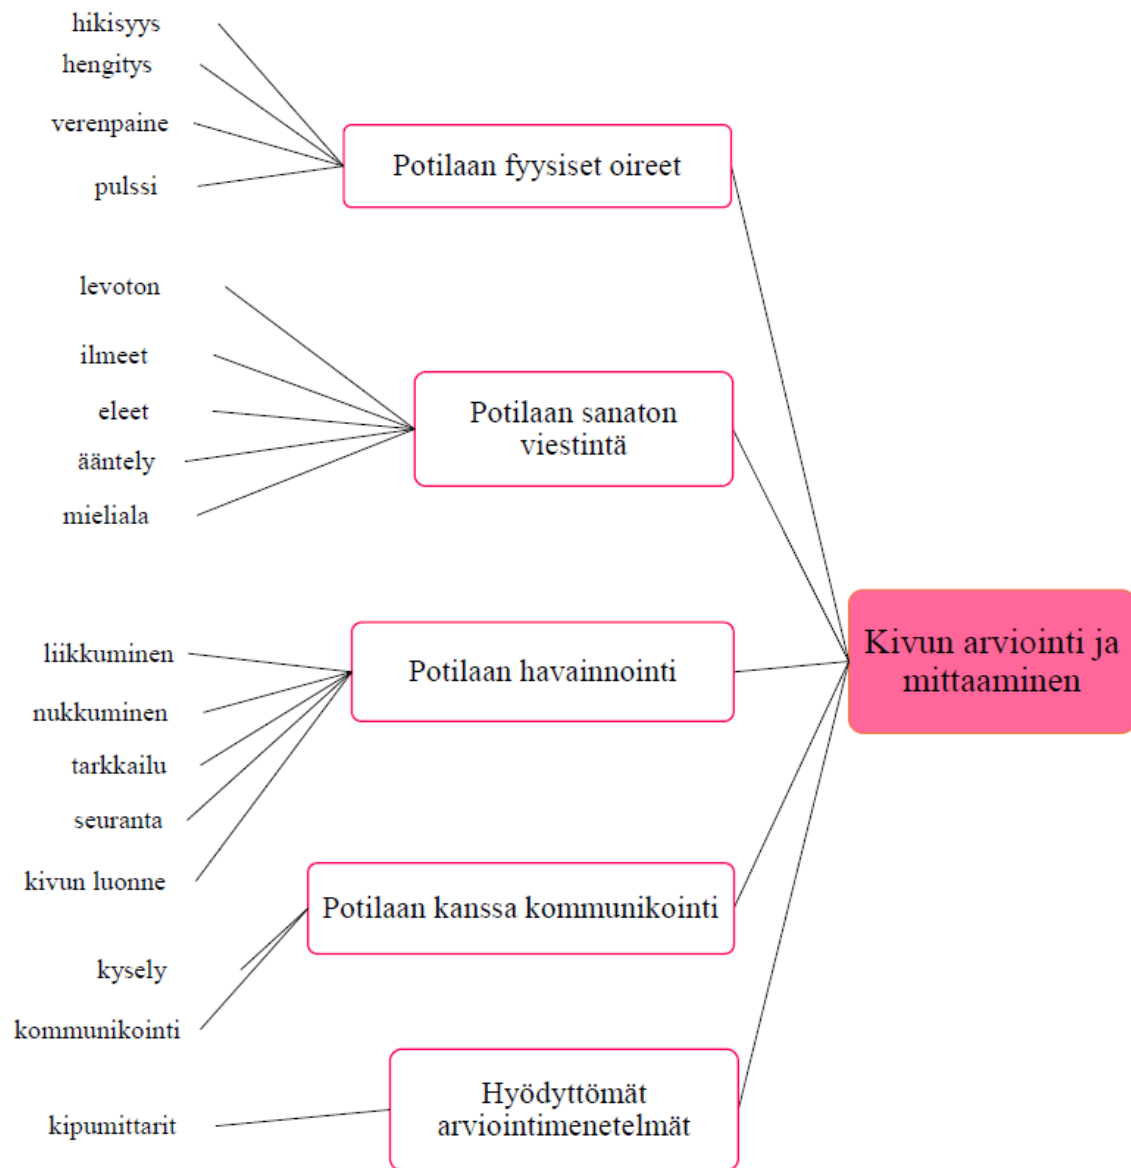 hikisyys
hengitys
verenpaine
pulssi
Potilaan fyysiset oireet
levoton
ilmeet
eleet
ääntely
mieliala
Potilaan sanaton
viestintä
liikkuminen
nukkuminen
tarkkailu
seuranta
kivun luonne
Potilaan havainnointi
kysely
kommunikointi
Potilaan kanssa kommunikointi
kipumittarit
Hyödyttömät
arviointimenetelmät
Kivun arviointi ja
mittaaminen